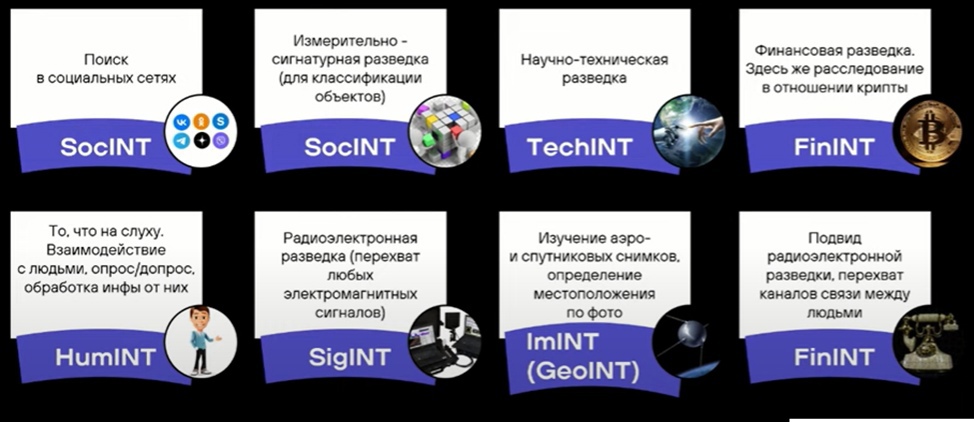 Поиск
в социальных сетях
SocINT
Измерительно -
сигнатурная разведка
(для классификации
объектов)
SocINT
Научно-техническая
разведка
TechINT
Финансовая разведка.
Здесь же расследование
в отношении крипты
FinINT
То, что на слуху.
Взаимодействие
с людьми, опрос/допрос,
обработка инфы от них
HumINT
Радиоэлектронная
разведка (перехват
любых
электромагнитных
сигналов)
SigINT
Изучение аэро-
и спутниковых снимков,
определение
местоположения
по фото
ImINT
(GeoINT)
Подвид
радиоэлектронной
разведки, перехват
каналов связи между
людьми
FinINT